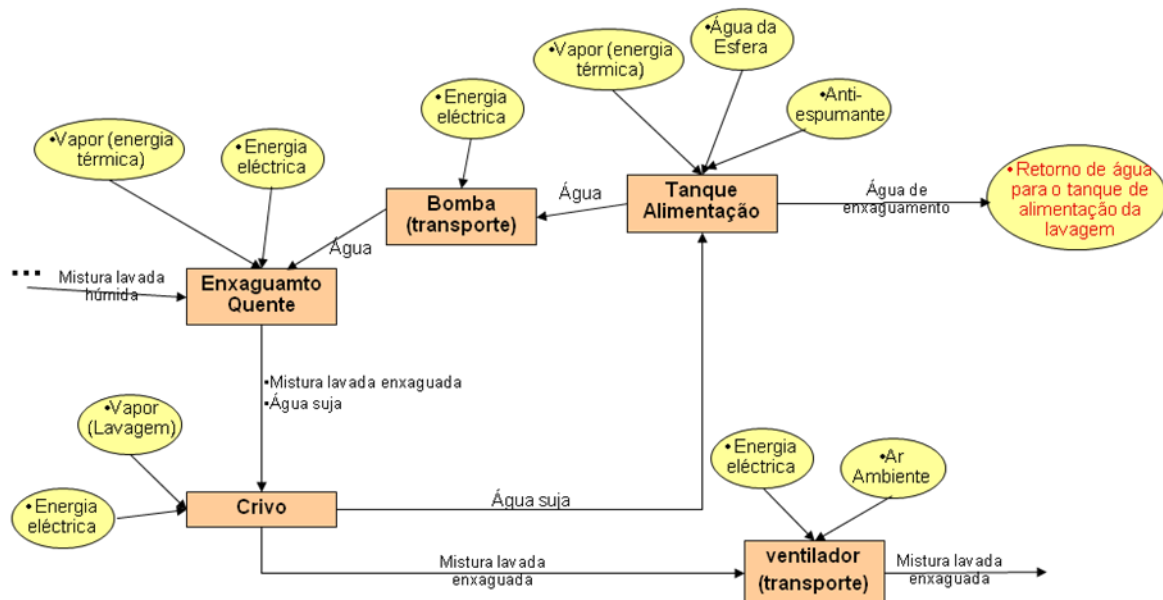 •Água da
Esfera
•Vapor (energia
térmica)
•Energia
eléctrica
•Anti-
espumante
•Vapor (energia
térmica)
•Energia
eléctrica
•Retorno de água
para o tanque de
alimentação da
lavagem
Tanque
Alimentação
Água de
enxaguamento
Água
Bomba
(transporte)
Água
...
Mistura lavada
húmida
Enxaguamto
Quente
•Mistura lavada enxaguada
•Água suja
•Vapor
(Lavagem)
•Energia
eléctrica
•Ar
Ambiente
•Energia
eléctrica
Crivo
Água suja
Mistura lavada
enxaguada
ventilador
(transporte)
Mistura lavada
enxaguada